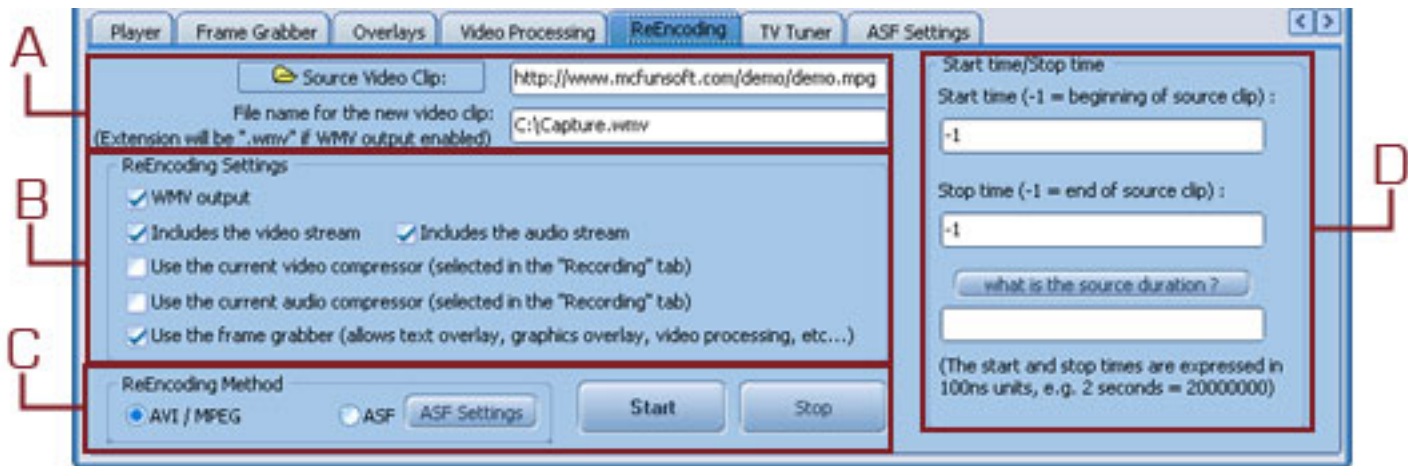 Player Frame Grabber Overlays Video Processing ReEncoding TV Tuner ASF Settings
A
Source Video Clip: http://www.mcfunsoft.com/demo/demo.mpg
File name for the new video clip:
(Extension will be ".wmv" if WMV output enabled)
C:\Capture.wmv
B
ReEncoding Settings
WMV output
Includes the video stream Includes the audio stream
Use the current video compressor (selected in the "Recording" tab)
Use the current audio compressor (selected in the "Recording" tab)
Use the frame grabber (allows text overlay, graphics overlay, video processing, etc...)
C
ReEncoding Method
AVI / MPEG ASF ASF Settings Start Stop
D
Start time/Stop time
Start time (-1 = beginning of source clip) :
-1
Stop time (-1 = end of source clip) :
-1
what is the source duration ?
(The start and stop times are expressed in
100ns units, e.g. 2 seconds = 20000000)